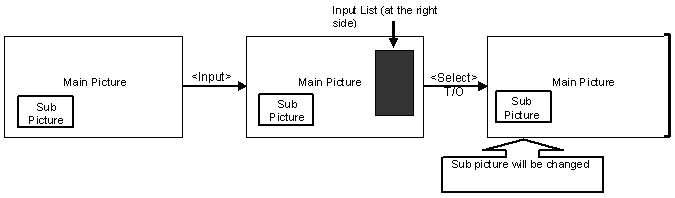 Input List (at the right
side)
Main Picture
Sub
Picture
<Input>
Main Picture
Sub
Picture
<Select>
T/O
Main Picture
Sub
Picture
Sub picture will be changed